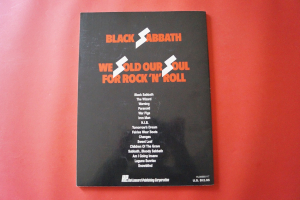 BLACK SABBATH
WE SOLD OUR SOUL
FOR ROCK 'N' ROLL
Black Sabbath
The Wizard
Warning
Paranoid
War Pigs
Iron Man
N.I.B.
Tomorrow's Dream
Fairies Wear Boots
Changes
Sweet Leaf
Children Of The Grave
Sabbath, Bloody Sabbath
Am I Going Insane
Laguna Sunrise
Snowblind
Publishing Corporation